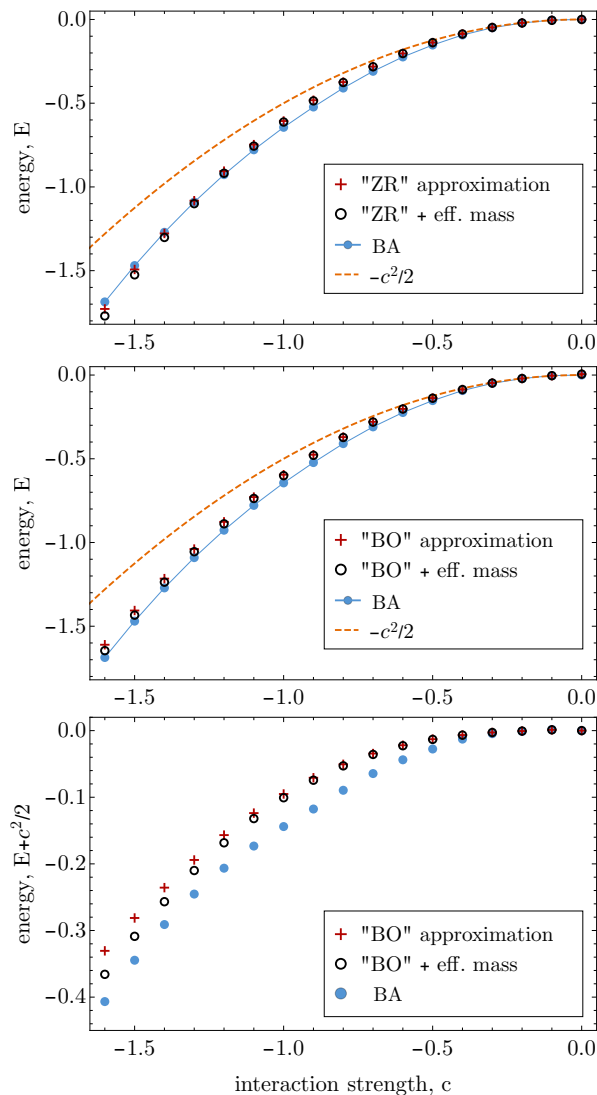 0.0
−0.5
−1.0
−1.5
energy, E
"ZR" approximation
"ZR" + eff. mass
BA
−c²/2
−1.5 −1.0 −0.5 0.0
0.0
−0.5
−1.0
−1.5
energy, E
"BO" approximation
"BO" + eff. mass
BA
−c²/2
−1.5 −1.0 −0.5 0.0
0.0
−0.1
−0.2
−0.3
−0.4
energy, E+c²/2
"BO" approximation
"BO" + eff. mass
BA
−1.5 −1.0 −0.5 0.0
interaction strength, c